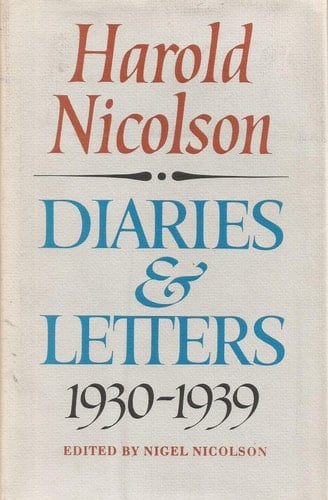 Harold
Nicolson
DIARIES
&
LETTERS
1930-1939
EDITED BY NIGEL NICOLSON